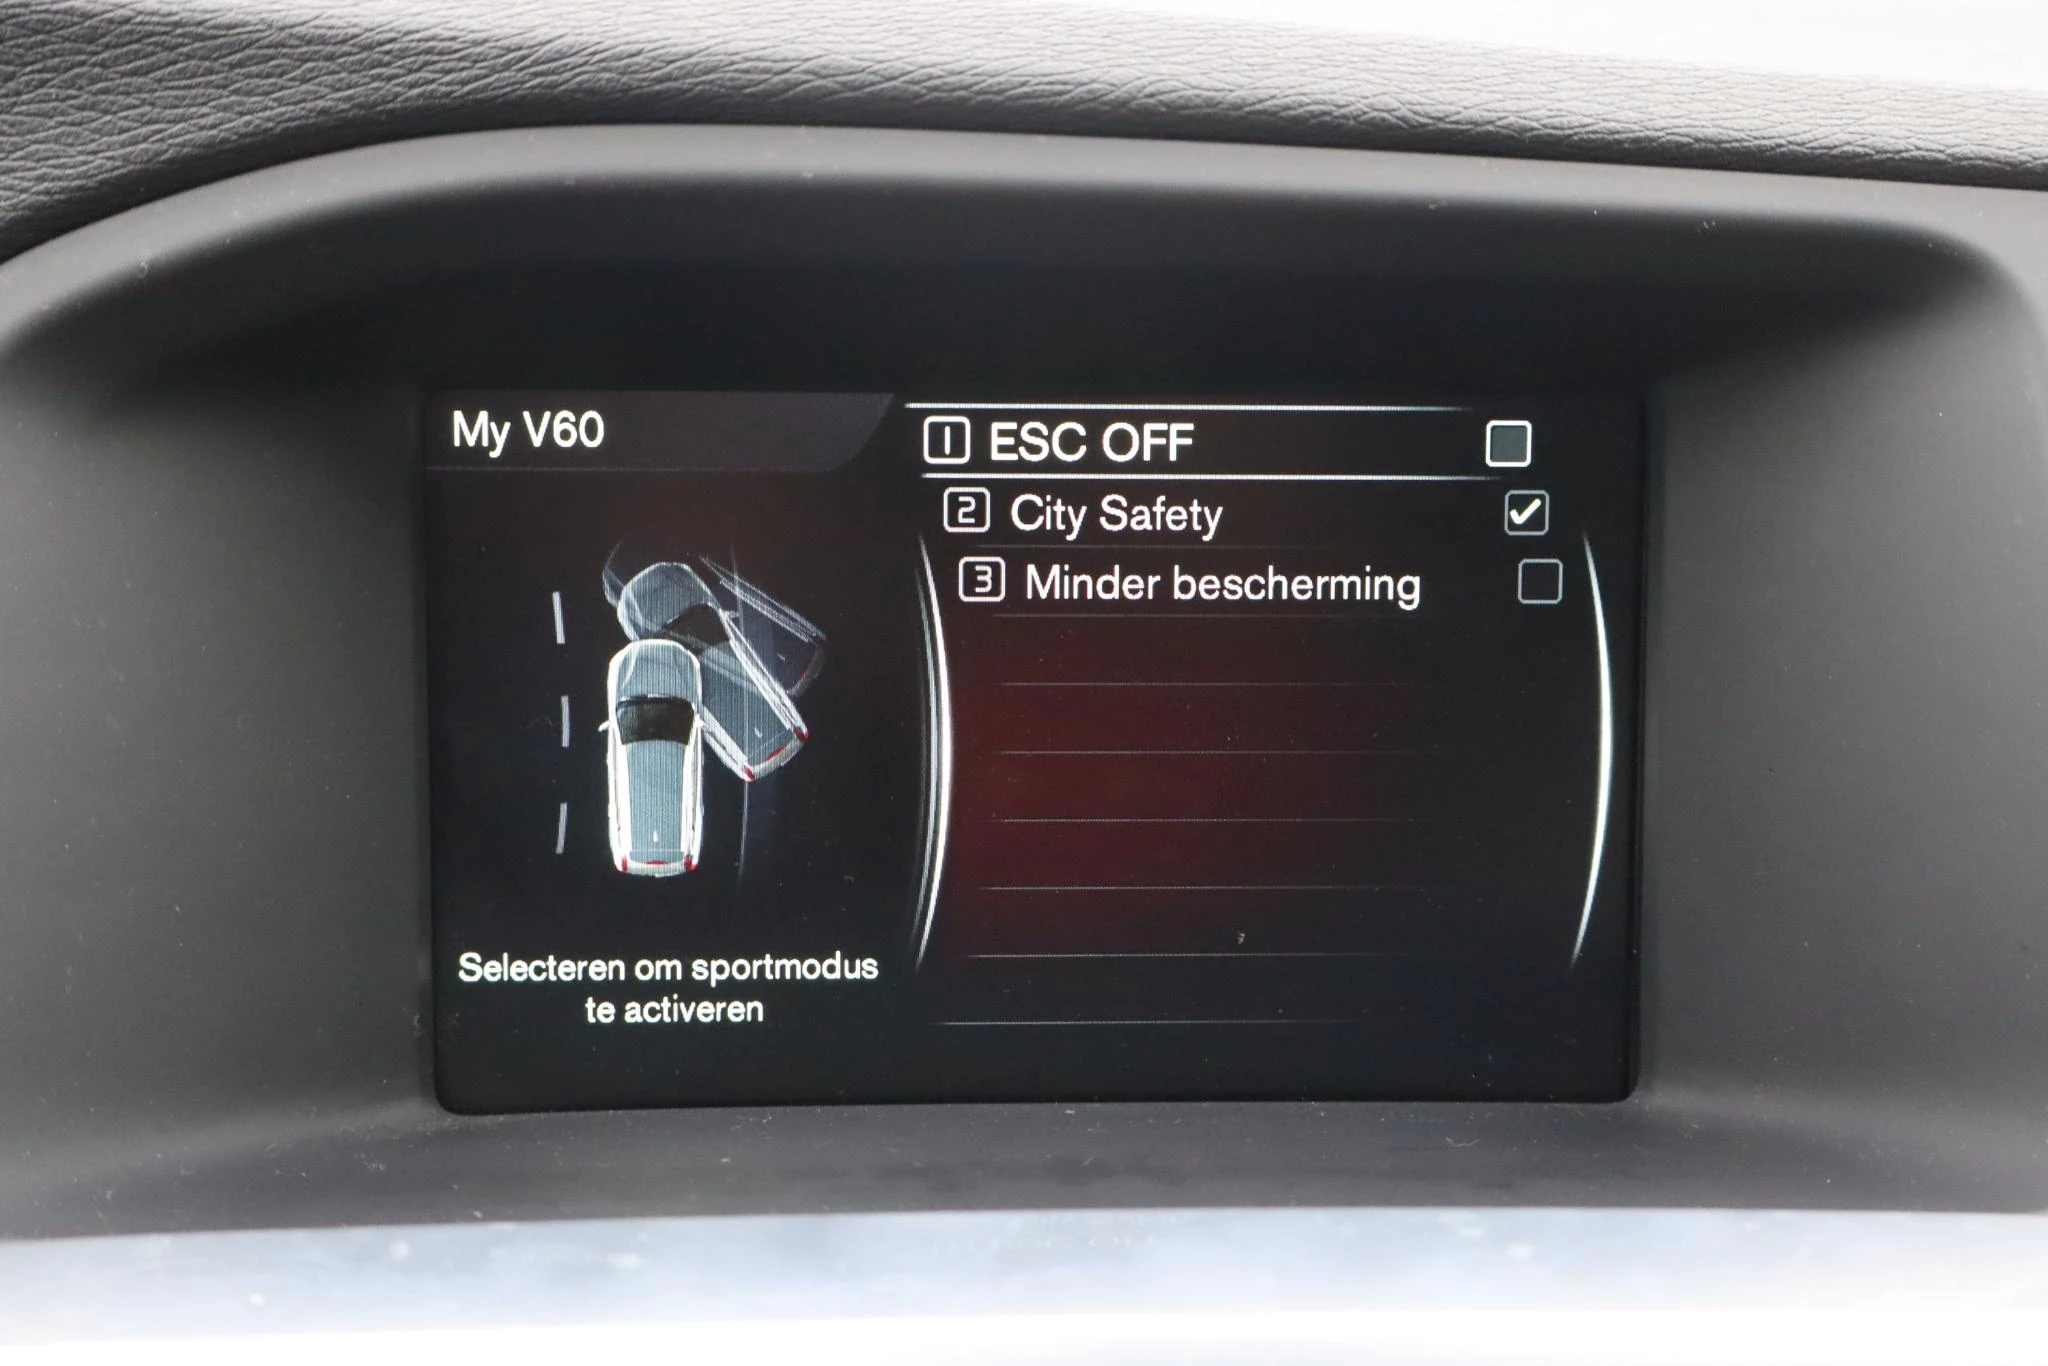 My V60
1 ESC OFF
2 City Safety
3 Minder bescherming
Selecteren om sportmodus
te activeren